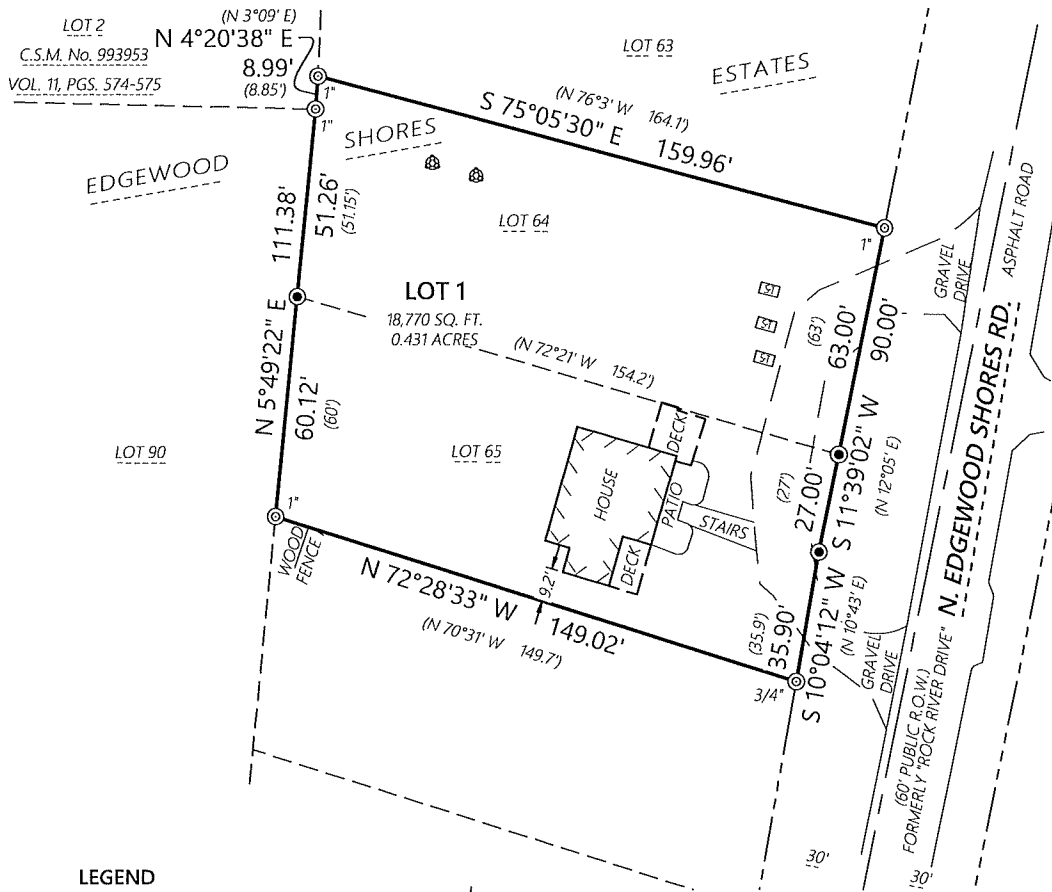 LOT 2
C.S.M. No. 993953
VOL. 11, PGS. 574-575
(N 3°09' E)
N 4°20'38" E
8.99'
(8.85')
1"
1"
LOT 63
ESTATES
(N 76°3' W 164.1')
S 75°05'30" E 159.96'
SHORES
EDGEWOOD
LOT 64
111.38'
51.26'
(51.15')
1"
LOT 1
18,770 SQ. FT.
0.431 ACRES
(N 72°21' W 154.2')
N 5°49'22" E
60.12'
(60')
LOT 90
LOT 65
1"
WOOD
FENCE
HOUSE
DECK
PATIO
STAIRS
DECK
9.2'
N 72°28'33" W 149.02'
(N 70°31' W 149.7')
3/4"
(63')
63.00'
90.00'
(27')
27.00'
S 11°39'02" W
(N 12°05' E)
(35.9')
35.90'
S 10°04'12" W
(N 10°43' E)
GRAVEL
DRIVE
GRAVEL
DRIVE
ASPHALT ROAD
N. EDGEWOOD SHORES RD.
(60' PUBLIC R.O.W.)
FORMERLY "ROCK RIVER DRIVE"
30'
30'
LEGEND